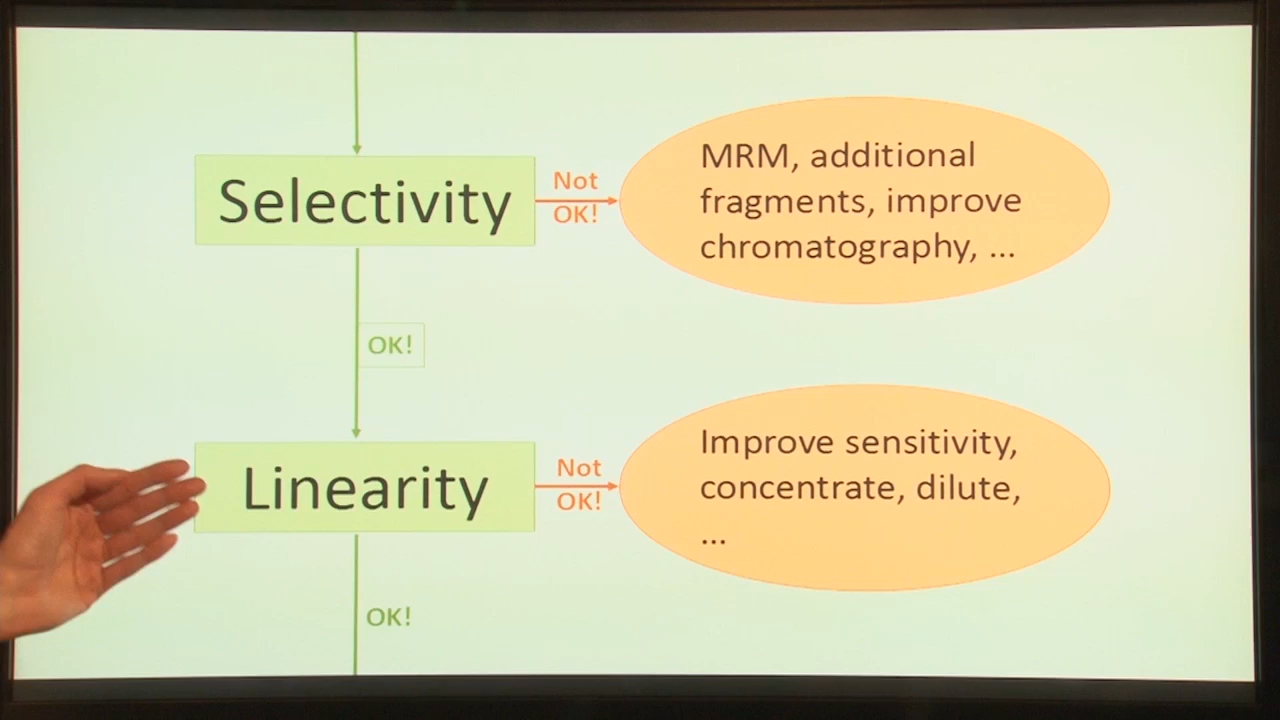 Selectivity
Not
OK!
MRM, additional
fragments, improve
chromatography, ...
OK!
Linearity
Not
OK!
Improve sensitivity,
concentrate, dilute,
...
OK!